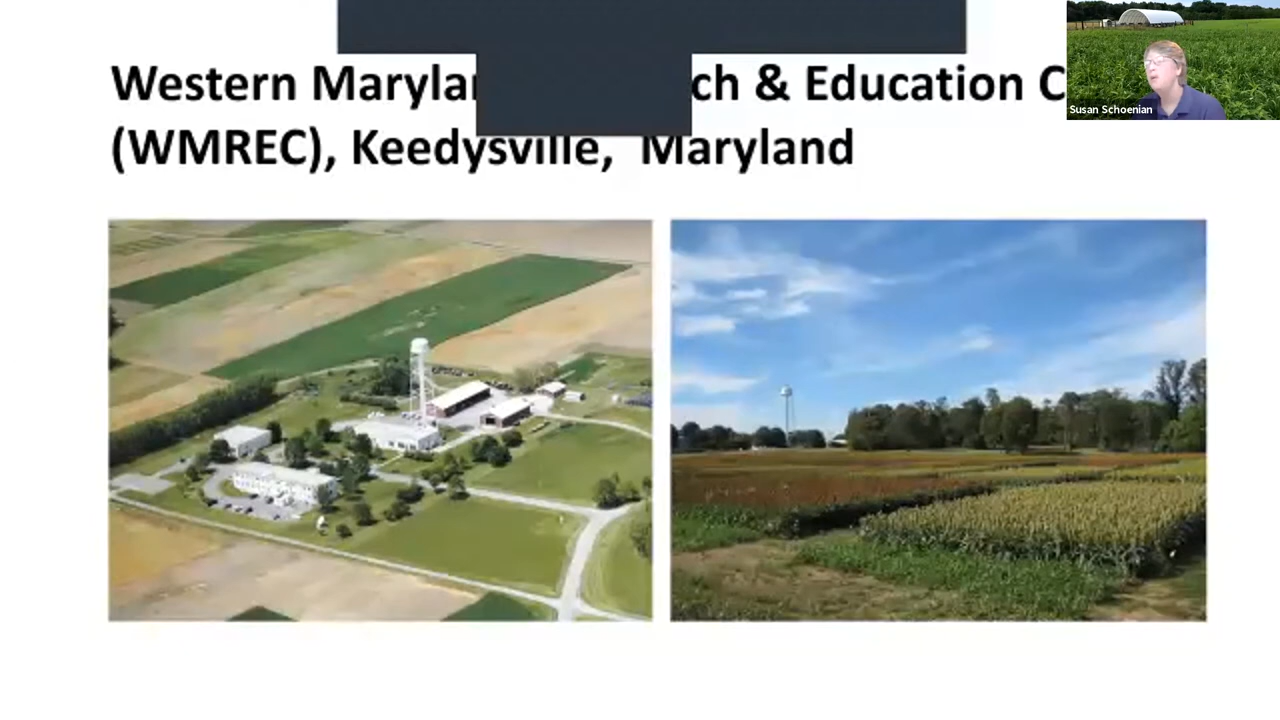 Western Marylan ch & Education C
(WMREC), Keedysville, Maryland
Susan Schoenian